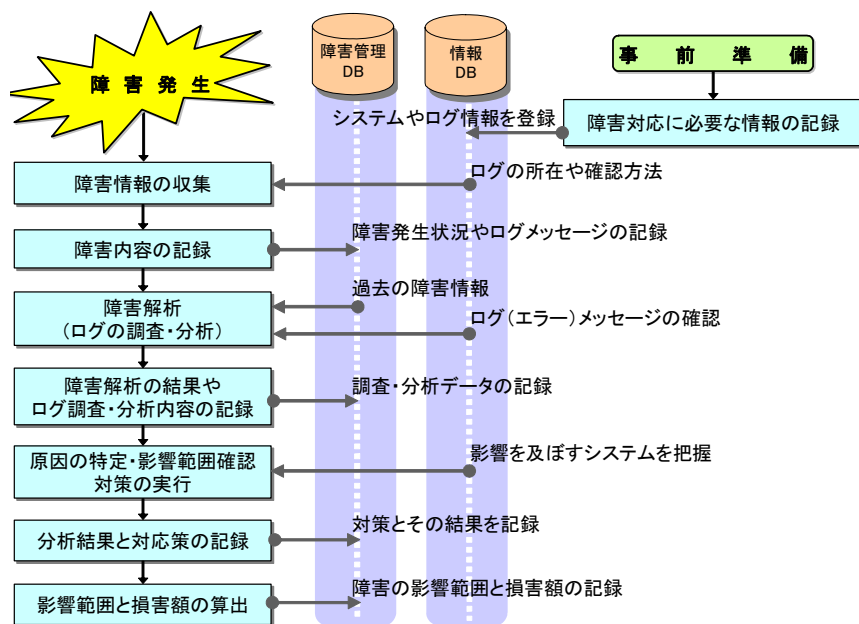 障害管理
DB
情報
DB
事前準備
障害発生
システムやログ情報を登録
障害対応に必要な情報の記録
ログの所在や確認方法
障害情報の収集
障害発生状況やログメッセージの記録
障害内容の記録
過去の障害情報
障害解析
(ログの調査・分析)
ログ(エラー)メッセージの確認
障害解析の結果や
ログ調査・分析内容の記録
調査・分析データの記録
影響を及ぼすシステムを把握
原因の特定・影響範囲確認
対策の実行
対策とその結果を記録
分析結果と対応策の記録
障害の影響範囲と損害額の記録
影響範囲と損害額の算出